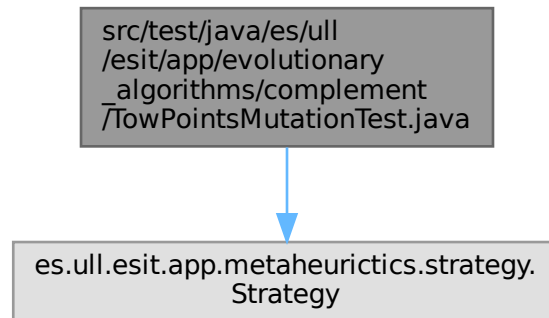 src/test/java/es/ull
/esit/app/evolutionary
_algorithms/complement
/TowPointsMutationTest.java
es.ull.esit.app.metaheurictics.strategy.
Strategy